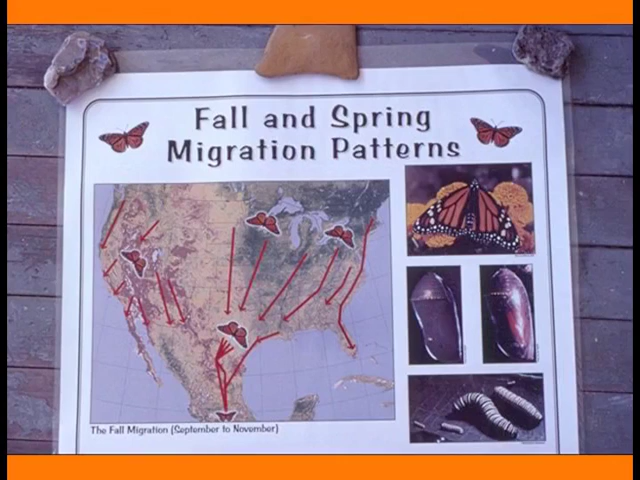 Fall and Spring
Migration Patterns
The Fall Migration (September to November)